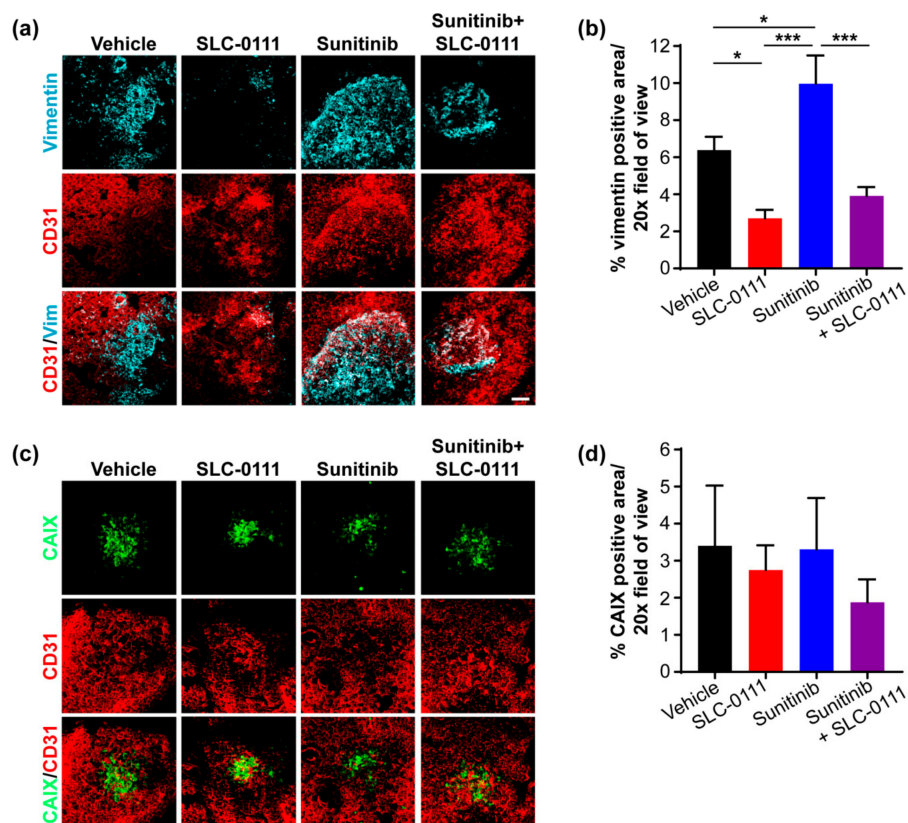 (a)
Vehicle
SLC-0111
Sunitinib
Sunitinib+
SLC-0111
Vimentin
CD31
CD31/Vim
(b)
% vimentin positive area/
20x field of view
12
10
8
6
4
2
0
*
*
***
***
Vehicle
SLC-0111
Sunitinib
Sunitinib
+ SLC-0111
(c)
Vehicle
SLC-0111
Sunitinib
Sunitinib+
SLC-0111
CAIX
CD31
CAIX/CD31
(d)
% CAIX positive area/
20x field of view
6
5
4
3
2
1
0
Vehicle
SLC-0111
Sunitinib
Sunitinib
+ SLC-0111